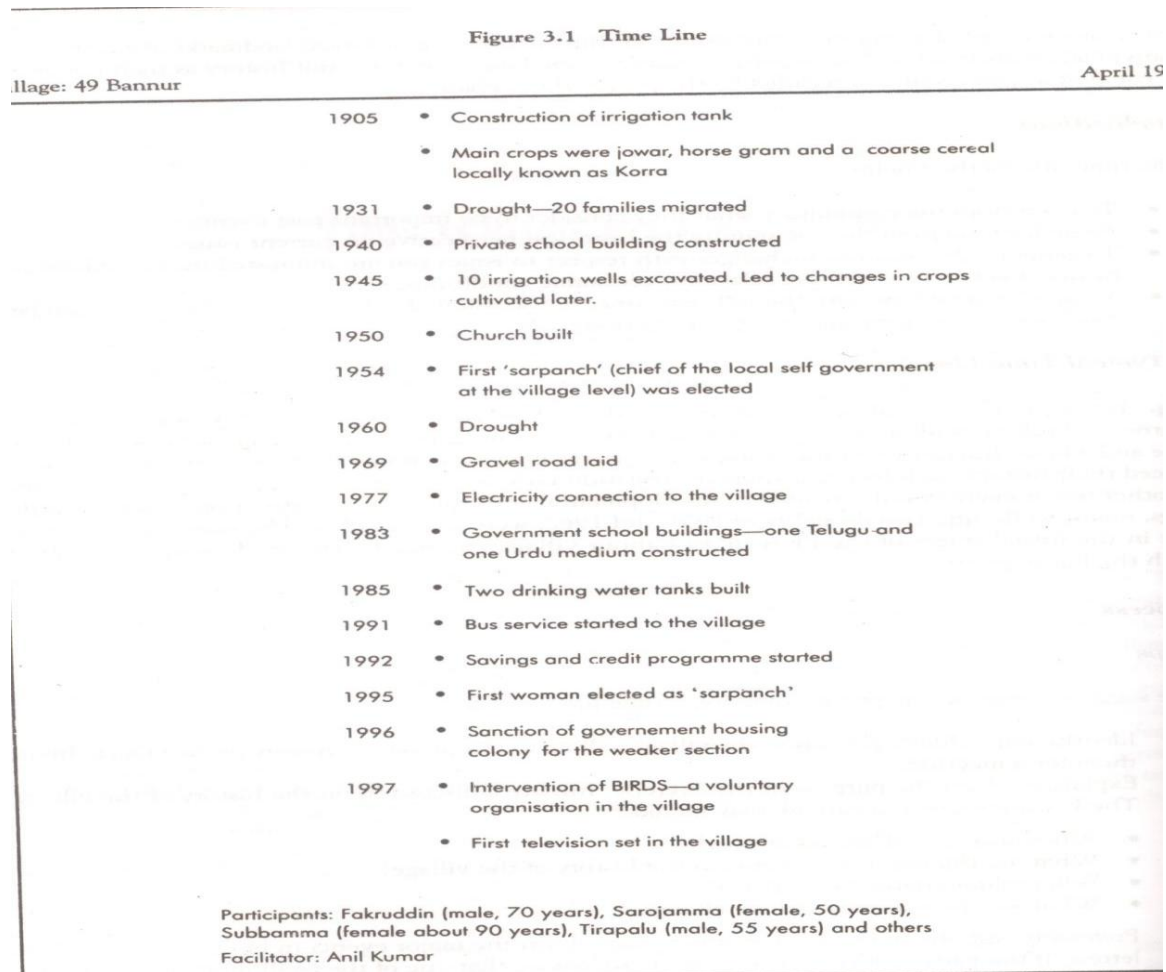 Figure 3.1 Time Line
illage: 49 Bannur
April 19
1905 • Construction of irrigation tank
• Main crops were jowar, horse gram and a coarse cereal
locally known as Korra
1931 • Drought—20 families migrated
1940 • Private school building constructed
1945 • 10 irrigation wells excavated. Led to changes in crops
cultivated later.
1950 • Church built
1954 • First 'sarpanch' (chief of the local self government
at the village level) was elected
1960 • Drought
1969 • Gravel road laid
1977 • Electricity connection to the village
1983 • Government school buildings—one Telugu and
one Urdu medium constructed
1985 • Two drinking water tanks built
1991 • Bus service started to the village
1992 • Savings and credit programme started
1995 • First woman elected as 'sarpanch'
1996 • Sanction of governement housing
colony for the weaker section
1997 • Intervention of BIRDS—a voluntary
organisation in the village
• First television set in the village
Participants: Fakruddin (male, 70 years), Sarojamma (female, 50 years),
Subbamma (female about 90 years), Tirapalu (male, 55 years) and others
Facilitator: Anil Kumar